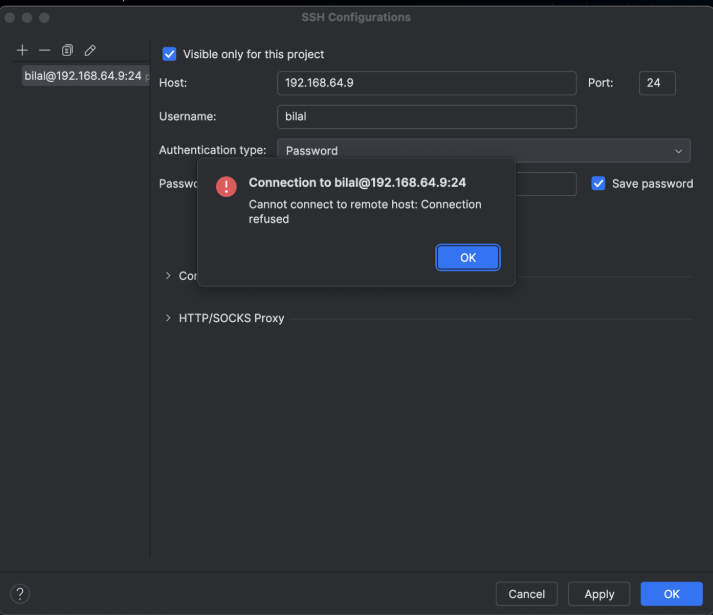 SSH Configurations
Visible only for this project
bilal@192.168.64.9:24
Host: 192.168.64.9 Port: 24
Username: bilal
Authentication type: Password
Passwo
Save password
Connection to bilal@192.168.64.9:24
Cannot connect to remote host: Connection
refused
OK
HTTP/SOCKS Proxy
? Cancel Apply OK